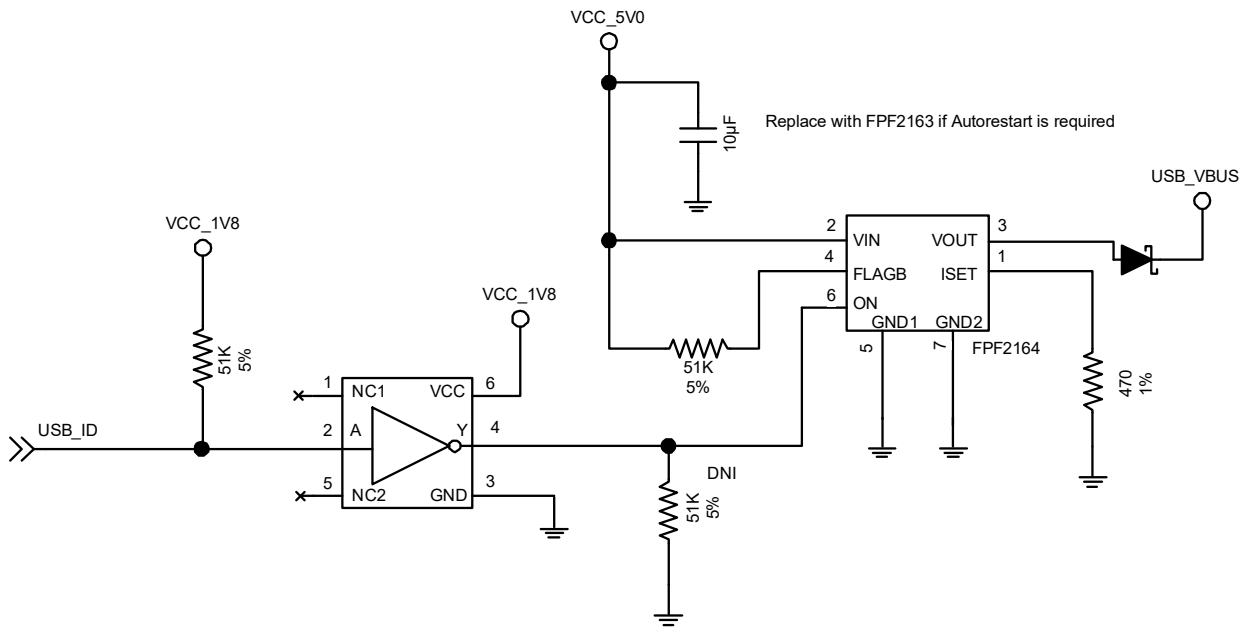 VCC_5V0
10µF
Replace with FPF2163 if Autorestart is required
USB_VBUS
VCC_1V8
2 VIN VOUT 3
4 FLAGB ISET 1
6 ON
GND1 GND2
5 7 FPF2164
VCC_1V8
51K
5%
51K
5%
470
1%
1 NC1 VCC 6
USB_ID
2 A Y 4
5 NC2 GND 3
DNI
51K
5%